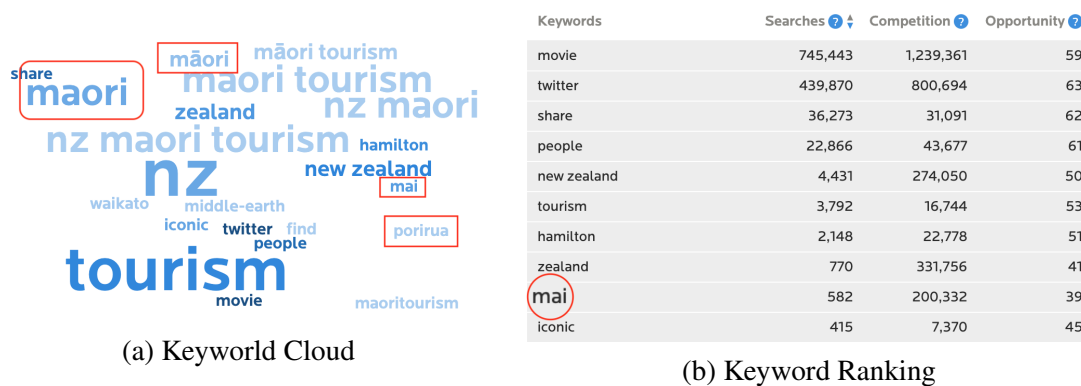 māori
māori tourism
share
maori
maori tourism
zealand
nz maori
nz maori tourism
hamilton
nz
new zealand
mai
waikato
middle-earth
iconic
twitter
find
porirua
people
tourism
movie
maoritourism
(a) Keyworld Cloud
Keywords Searches ? Competition ? Opportunity ?
movie 745,443 1,239,361 59
twitter 439,870 800,694 63
share 36,273 31,091 62
people 22,866 43,677 61
new zealand 4,431 274,050 50
tourism 3,792 16,744 53
hamilton 2,148 22,778 51
zealand 770 331,756 41
mai 582 200,332 39
iconic 415 7,370 45
(b) Keyword Ranking